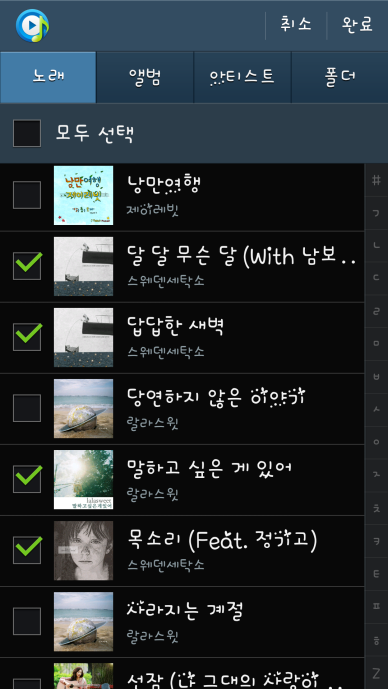 취소 완료
노래 앨범 아티스트 폴더
모두 선택
낭만여행
제이레빗
달 달 무슨 달 (With 남보..
스웨덴세탁소
답답한 새벽
스웨덴세탁소
당연하지 않은 이야기
랄라스윗
말하고 싶은 게 있어
랄라스윗
목소리 (Feat. 정기고)
스웨덴세탁소
사라지는 계절
랄라스윗
#
ㄱ
ㄴ
ㄷ
ㄹ
ㅁ
ㅂ
ㅅ
ㅇ
ㅈ
ㅊ
ㅋ
ㅌ
ㅍ
ㅎ
Z